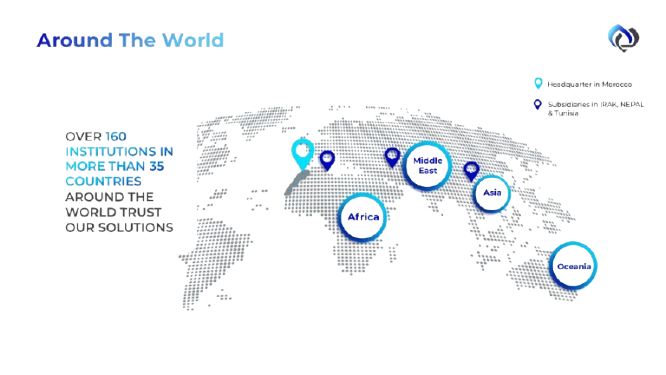 Around The World
Headquarter in Morocco
Subsidiaries in IRAK, NEPAL
& Tunisia
OVER 160
INSTITUTIONS IN
MORE THAN 35
COUNTRIES
AROUND THE
WORLD TRUST
OUR SOLUTIONS
Middle
East
Asia
Africa
Oceania